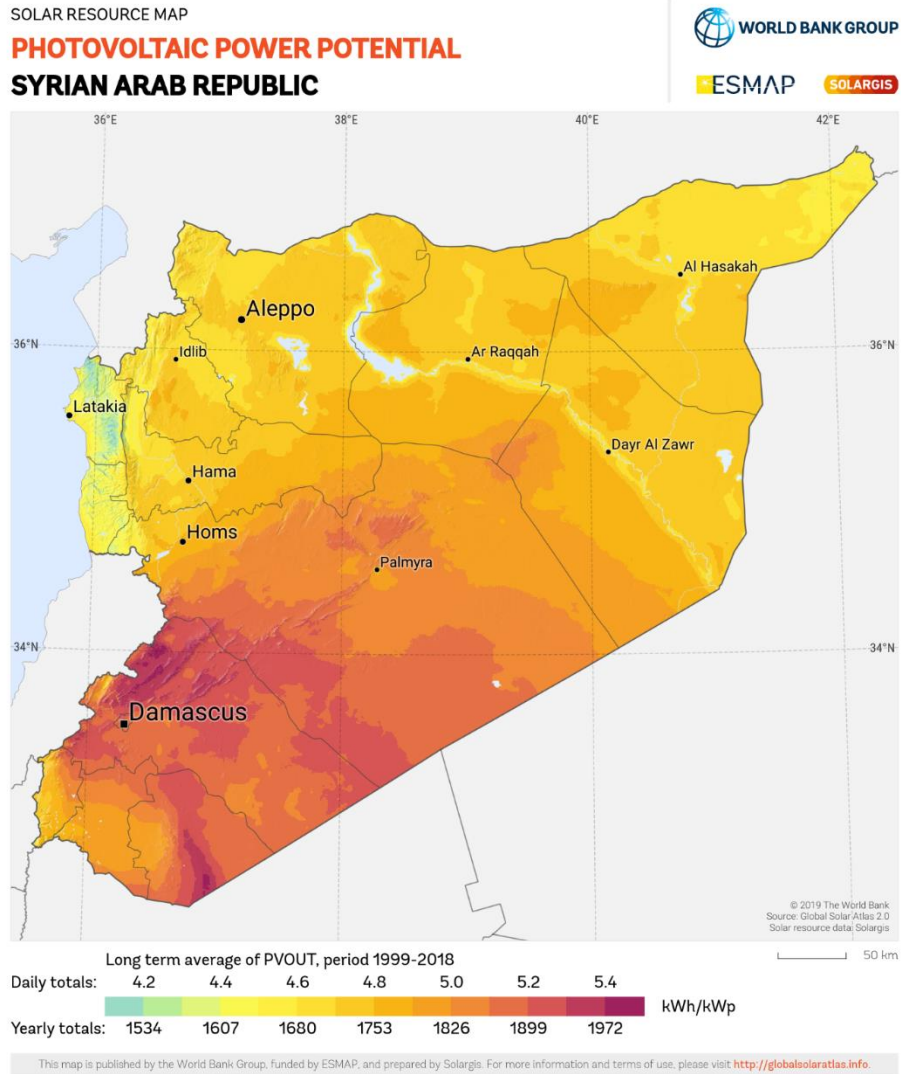 SOLAR RESOURCE MAP
PHOTOVOLTAIC POWER POTENTIAL
SYRIAN ARAB REPUBLIC
WORLD BANK GROUP
ESMAP
SOLARGIS
36°E 38°E 40°E 42°E
Al Hasakah
Aleppo
36°N 36°N
Idlib
Ar Raqqah
Latakia
Dayr Al Zawr
Hama
Homs
Palmyra
34°N 34°N
Damascus
© 2019 The World Bank
Source: Global Solar Atlas 2.0
Solar resource data: Solargis
50 km
Long term average of PVOUT, period 1999-2018
Daily totals: 4.2 4.4 4.6 4.8 5.0 5.2 5.4
kWh/kWp
Yearly totals: 1534 1607 1680 1753 1826 1899 1972
This map is published by the World Bank Group, funded by ESMAP, and prepared by Solargis. For more information and terms of use, please visit http://globalsolaratlas.info.